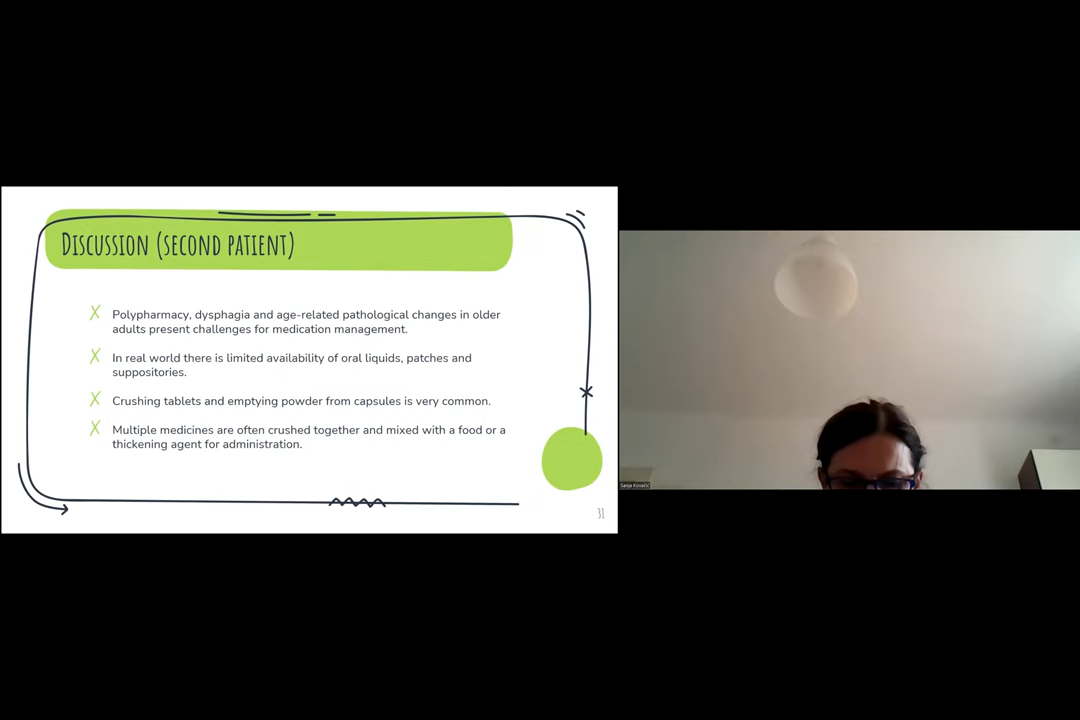 Discussion (second patient)
X Polypharmacy, dysphagia and age-related pathological changes in older
adults present challenges for medication management.
X In real world there is limited availability of oral liquids, patches and
suppositories.
X Crushing tablets and emptying powder from capsules is very common.
X Multiple medicines are often crushed together and mixed with a food or a
thickening agent for administration.
31
Sanja Kovačić